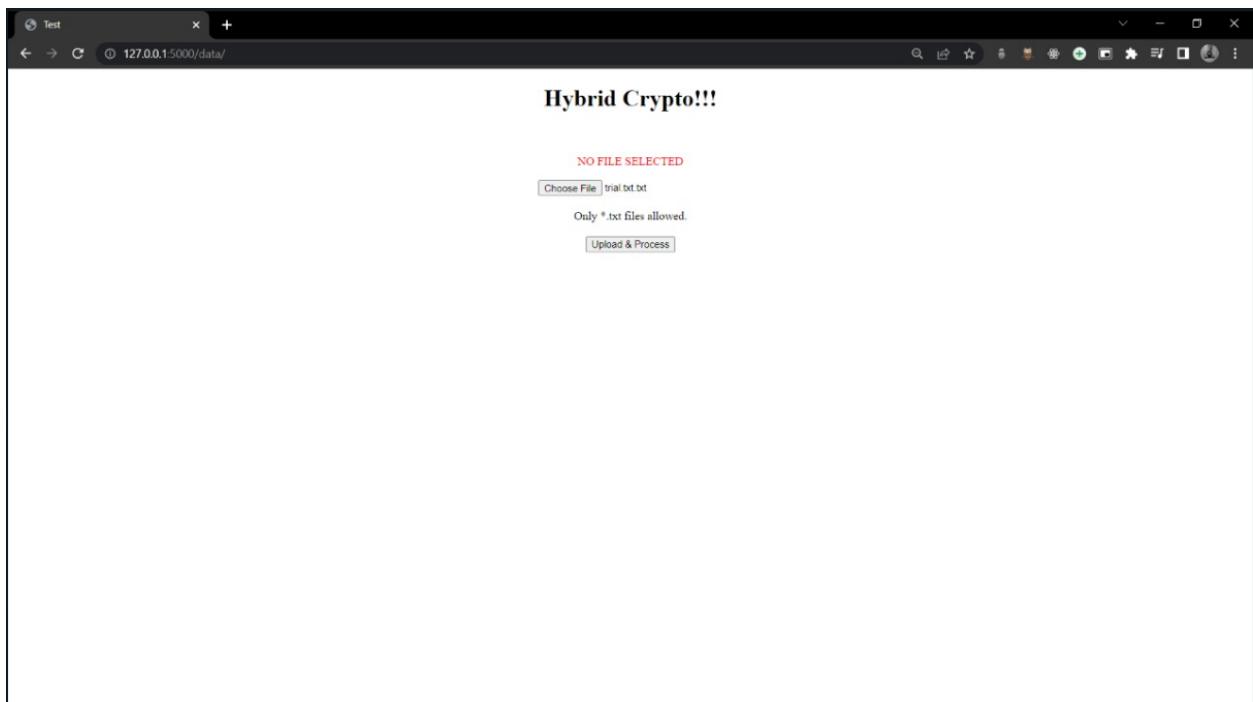 Test
127.0.0.1:5000/data/
Hybrid Crypto!!!
NO FILE SELECTED
Choose File trial.txt.txt
Only *.txt files allowed.
Upload & Process